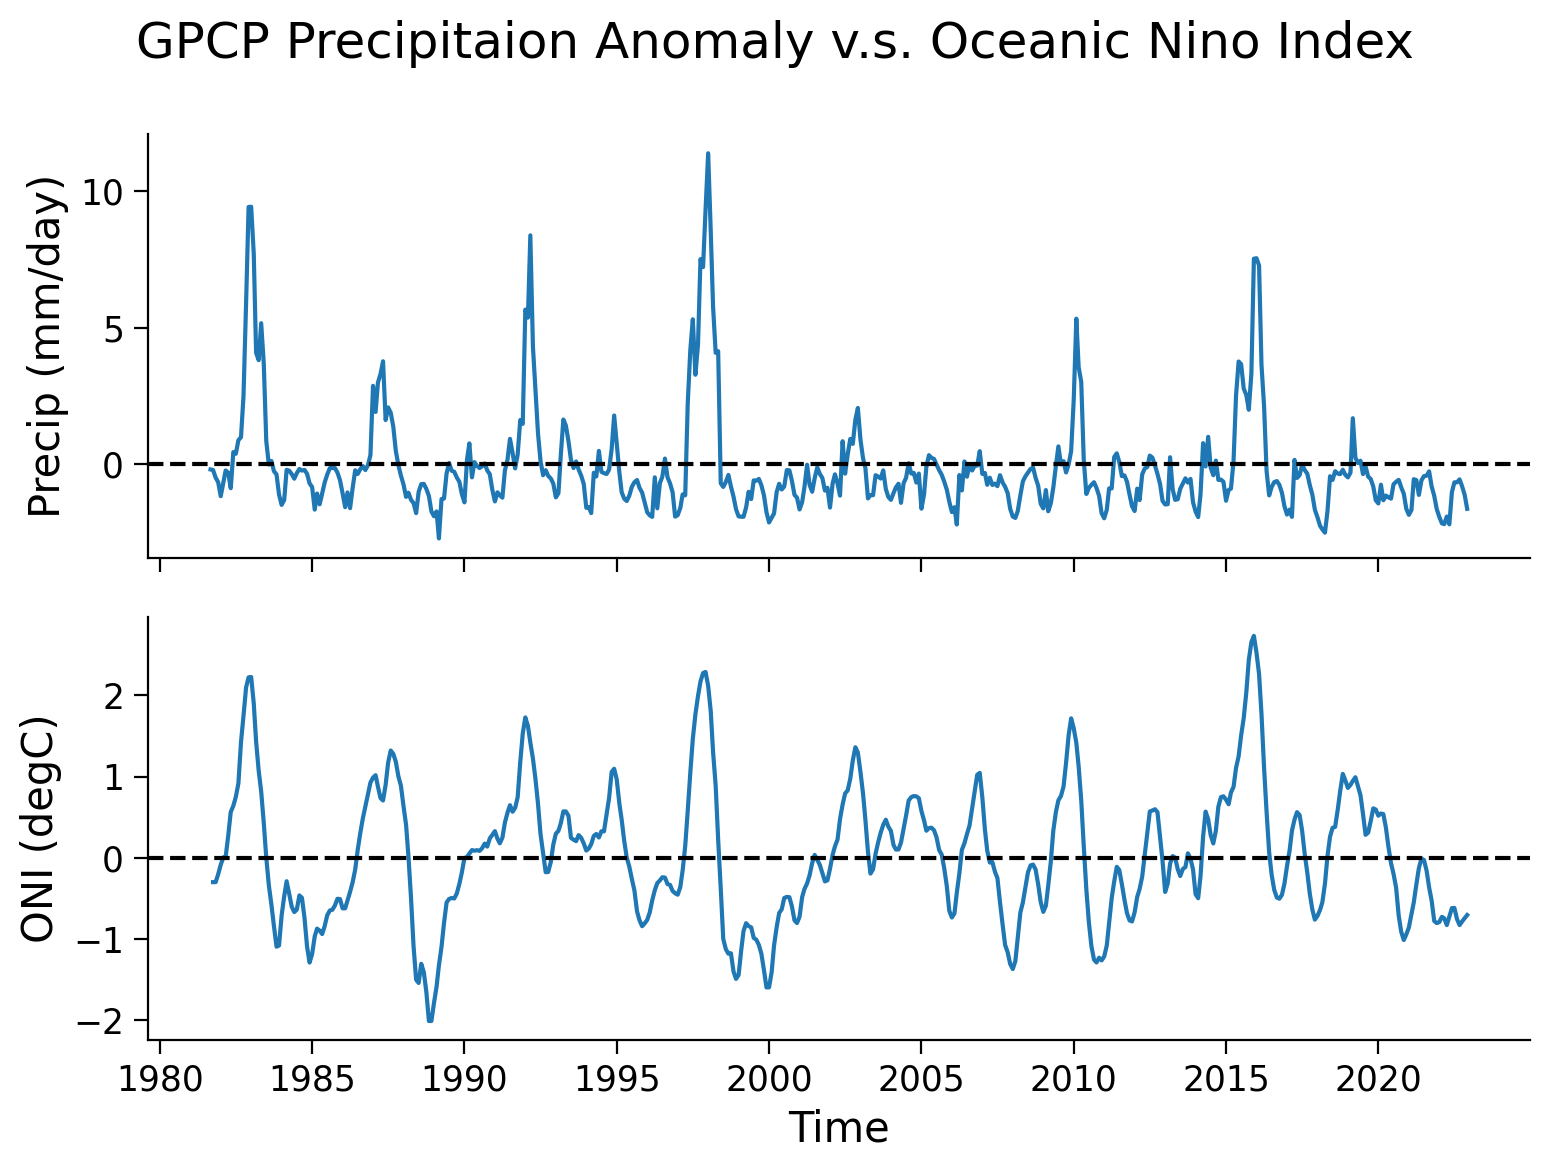 GPCP Precipitaion Anomaly v.s. Oceanic Nino Index
Precip (mm/day)
10
5
0
ONI (degC)
2
1
0
−1
−2
1980 1985 1990 1995 2000 2005 2010 2015 2020
Time